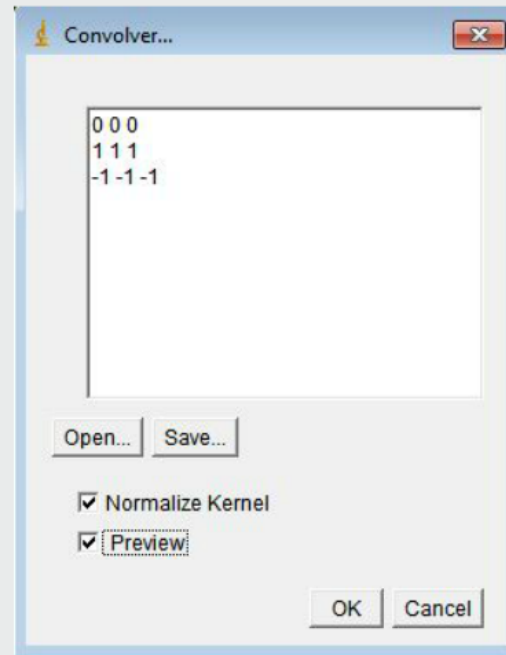 Convolver...
0 0 0
1 1 1
-1 -1 -1
Open... Save...
Normalize Kernel
Preview
OK Cancel